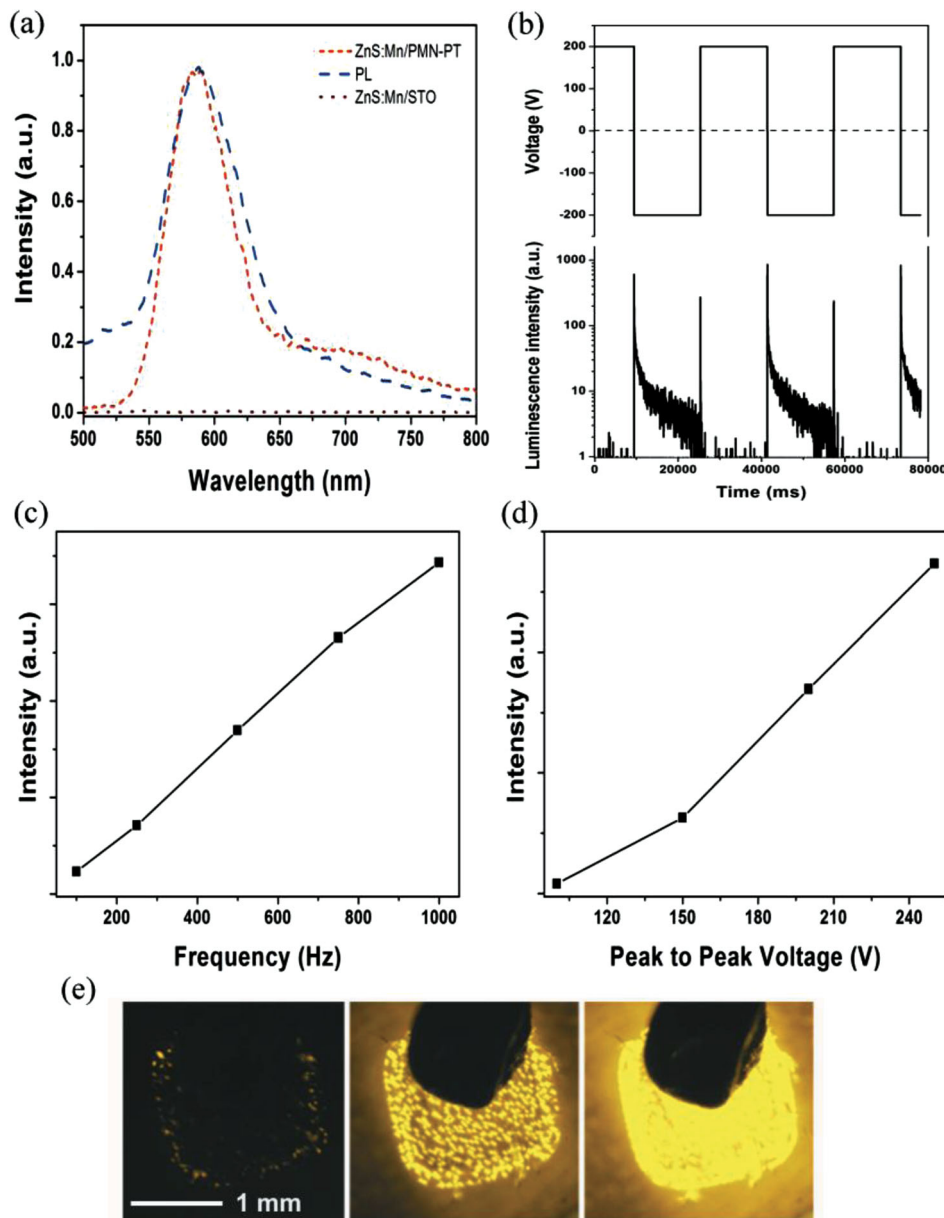 (a)
ZnS:Mn/PMN-PT
PL
ZnS:Mn/STO
1.0
0.8
0.6
0.4
0.2
0.0
Intensity (a.u.)
500 550 600 650 700 750 800
Wavelength (nm)
(b)
200
100
0
-100
-200
Voltage (V)
1000
100
10
1
Luminescence intensity (a.u.)
0 20000 40000 60000 80000
Time (ms)
(c)
Intensity (a.u.)
200 400 600 800 1000
Frequency (Hz)
(d)
Intensity (a.u.)
120 150 180 210 240
Peak to Peak Voltage (V)
(e)
1 mm